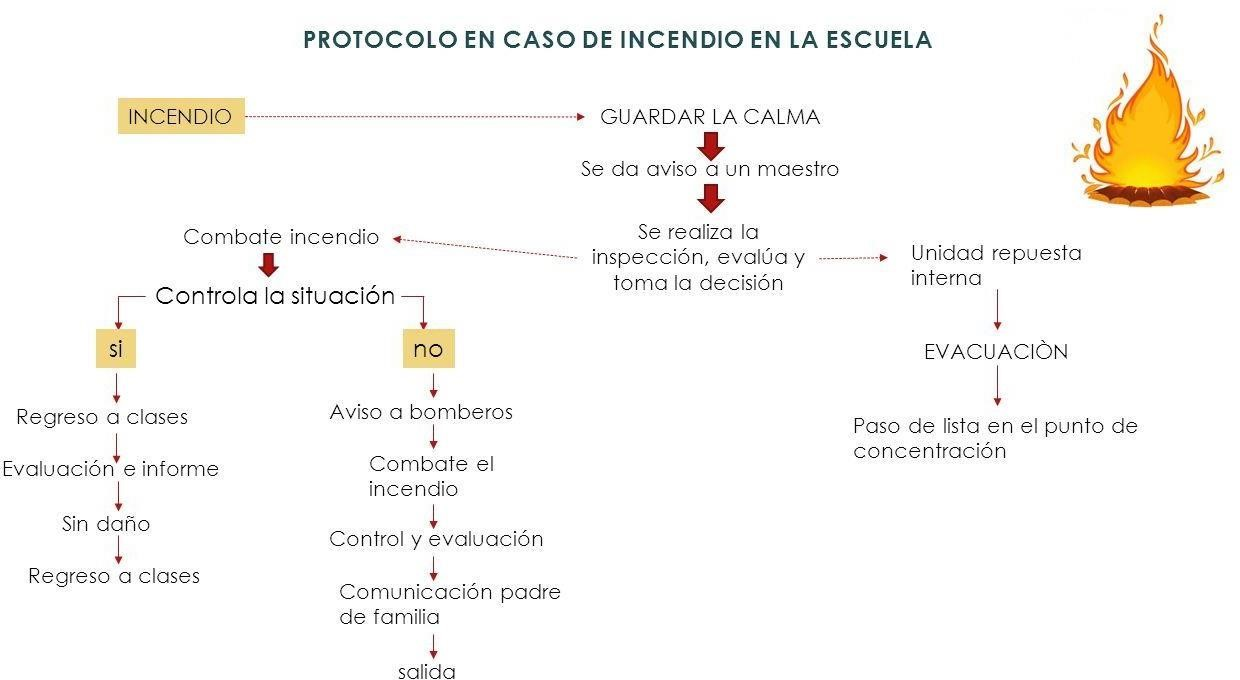 PROTOCOLO EN CASO DE INCENDIO EN LA ESCUELA
INCENDIO
GUARDAR LA CALMA
Se da aviso a un maestro
Se realiza la
inspección, evalúa y
toma la decisión
Combate incendio
Controla la situación
si
no
Regreso a clases
Evaluación e informe
Sin daño
Regreso a clases
Aviso a bomberos
Combate el
incendio
Control y evaluación
Comunicación padre
de familia
salida
Unidad repuesta
interna
EVACUACIÒN
Paso de lista en el punto de
concentración